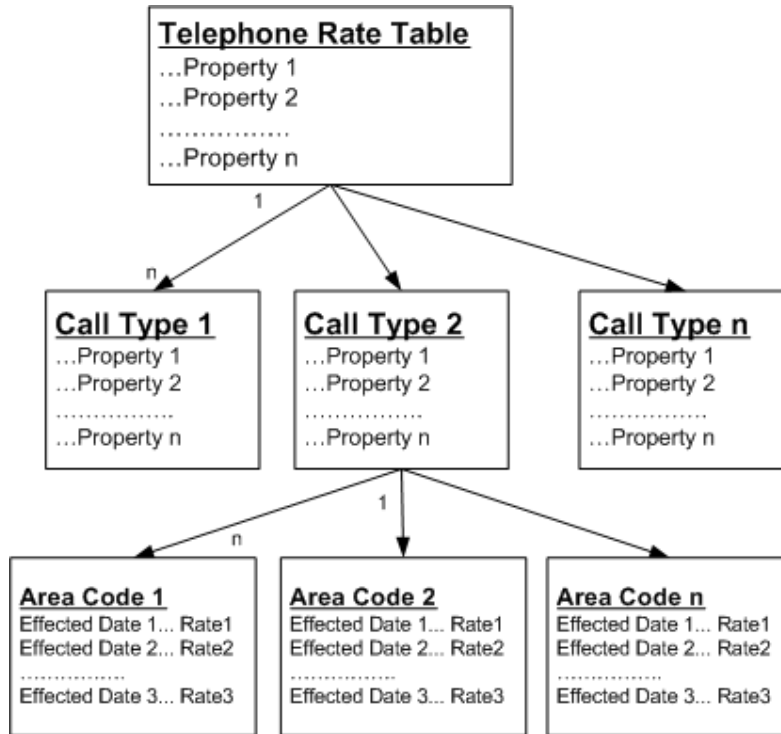 Telephone Rate Table
...Property 1
...Property 2
..................
...Property n
1
n
Call Type 1
...Property 1
...Property 2
.................
...Property n
Call Type 2
...Property 1
...Property 2
.................
...Property n
Call Type n
...Property 1
...Property 2
.................
...Property n
n
1
Area Code 1
Effected Date 1... Rate1
Effected Date 2... Rate2
.................
Effected Date 3... Rate3
Area Code 2
Effected Date 1... Rate1
Effected Date 2... Rate2
.................
Effected Date 3... Rate3
Area Code n
Effected Date 1... Rate1
Effected Date 2... Rate2
.................
Effected Date 3... Rate3